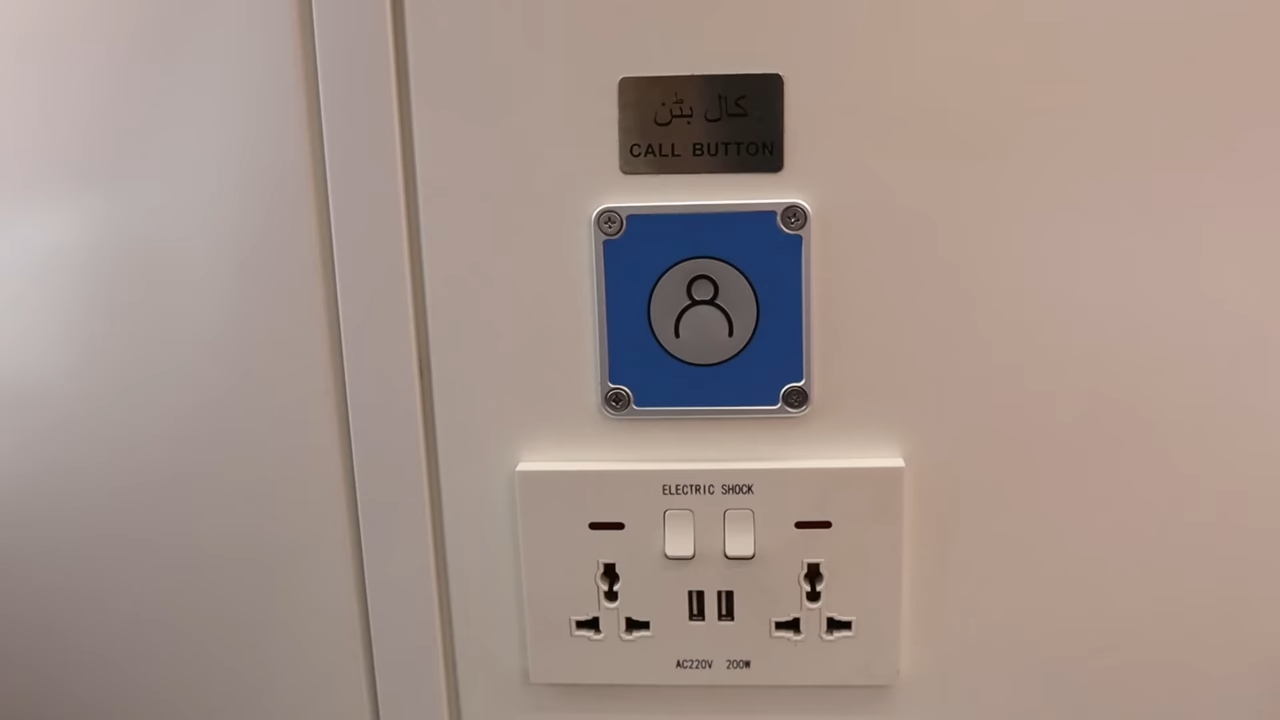 کال بٹن
CALL BUTTON
ELECTRIC SHOCK
AC220V 200W